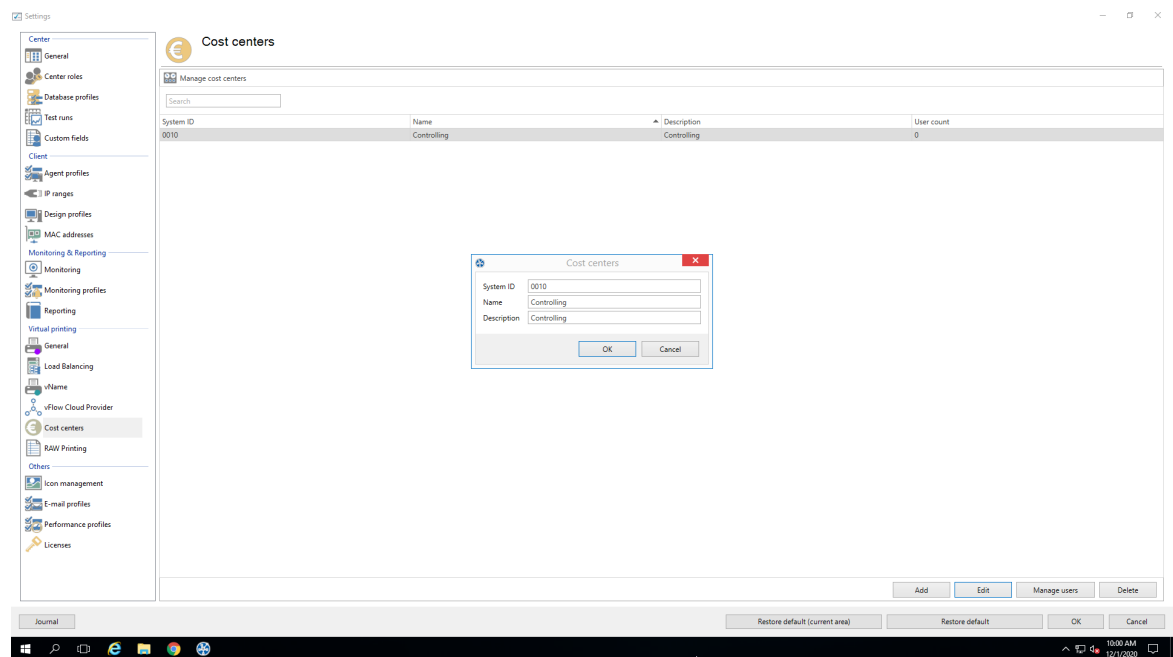 Settings
Center
General
Center roles
Database profiles
Test runs
Custom fields
Client
Agent profiles
IP ranges
Design profiles
MAC addresses
Monitoring & Reporting
Monitoring
Monitoring profiles
Reporting
Virtual printing
General
Load Balancing
vName
vFlow Cloud Provider
Cost centers
RAW Printing
Others
Icon management
E-mail profiles
Performance profiles
Licenses
Cost centers
Manage cost centers
Search
System ID Name Description User count
0010 Controlling Controlling 0
Cost centers
System ID 0010
Name Controlling
Description Controlling
OK Cancel
Add Edit Manage users Delete
Journal Restore default (current area) Restore default OK Cancel
10:00 AM
12/1/2020